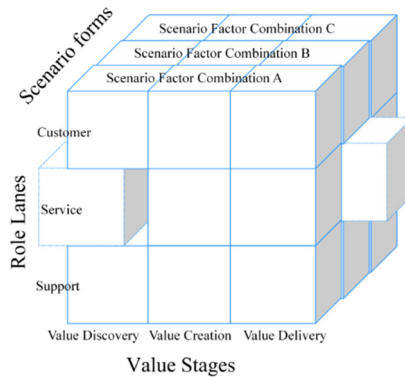 Scenario forms
Scenario Factor Combination C
Scenario Factor Combination B
Scenario Factor Combination A
Role Lanes
Customer
Service
Support
Value Discovery Value Creation Value Delivery
Value Stages